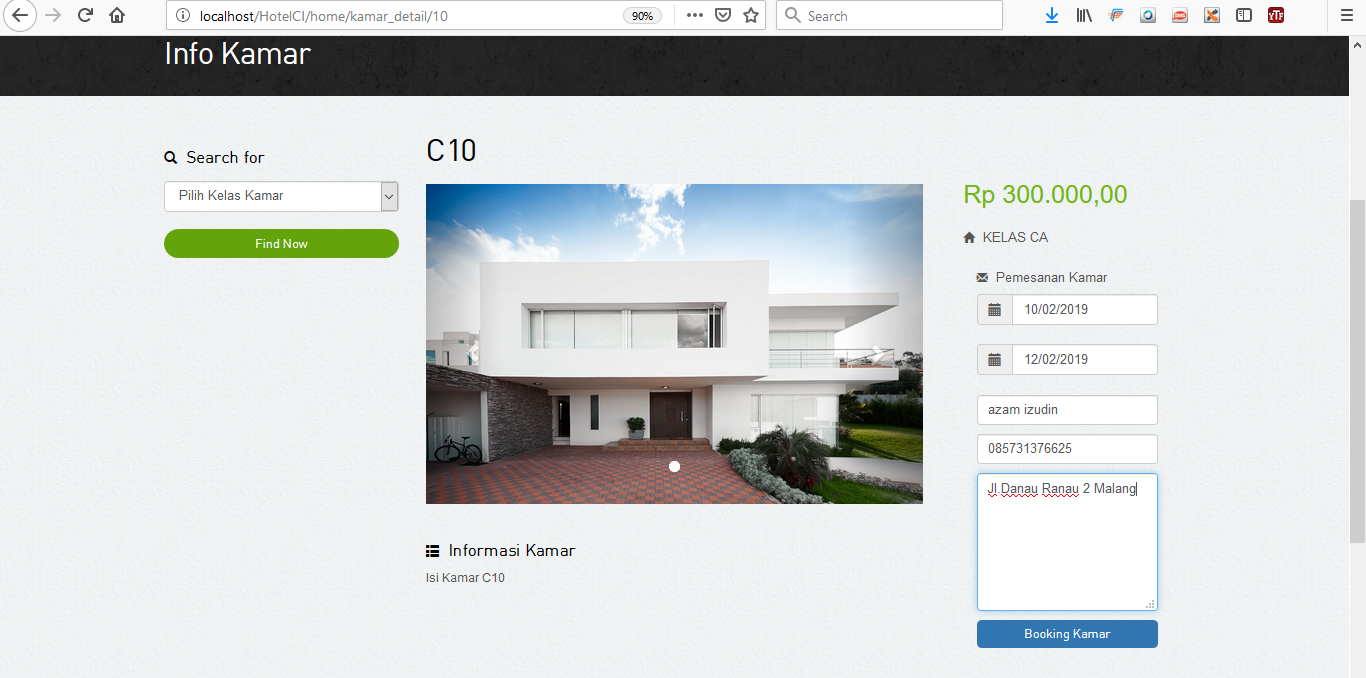 localhost/HotelCI/home/kamar_detail/10
90%
Search
Info Kamar
Search for
Pilih Kelas Kamar
Find Now
C10
Rp 300.000,00
KELAS CA
Pemesanan Kamar
10/02/2019
12/02/2019
azam izudin
085731376625
Jl.Danau Ranau 2 Malang
Booking Kamar
Informasi Kamar
Isi Kamar C10